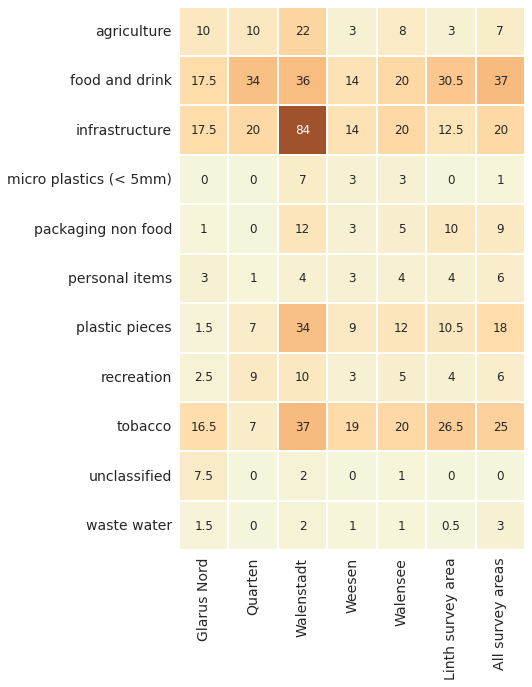 agriculture 10 10 22 3 8 3 7
food and drink 17.5 34 36 14 20 30.5 37
infrastructure 17.5 20 84 14 20 12.5 20
micro plastics (< 5mm) 0 0 7 3 3 0 1
packaging non food 1 0 12 3 5 10 9
personal items 3 1 4 3 4 4 6
plastic pieces 1.5 7 34 9 12 10.5 18
recreation 2.5 9 10 3 5 4 6
tobacco 16.5 7 37 19 20 26.5 25
unclassified 7.5 0 2 0 1 0 0
waste water 1.5 0 2 1 1 0.5 3
Glarus Nord
Quarten
Walenstadt
Weesen
Walensee
Linth survey area
All survey areas